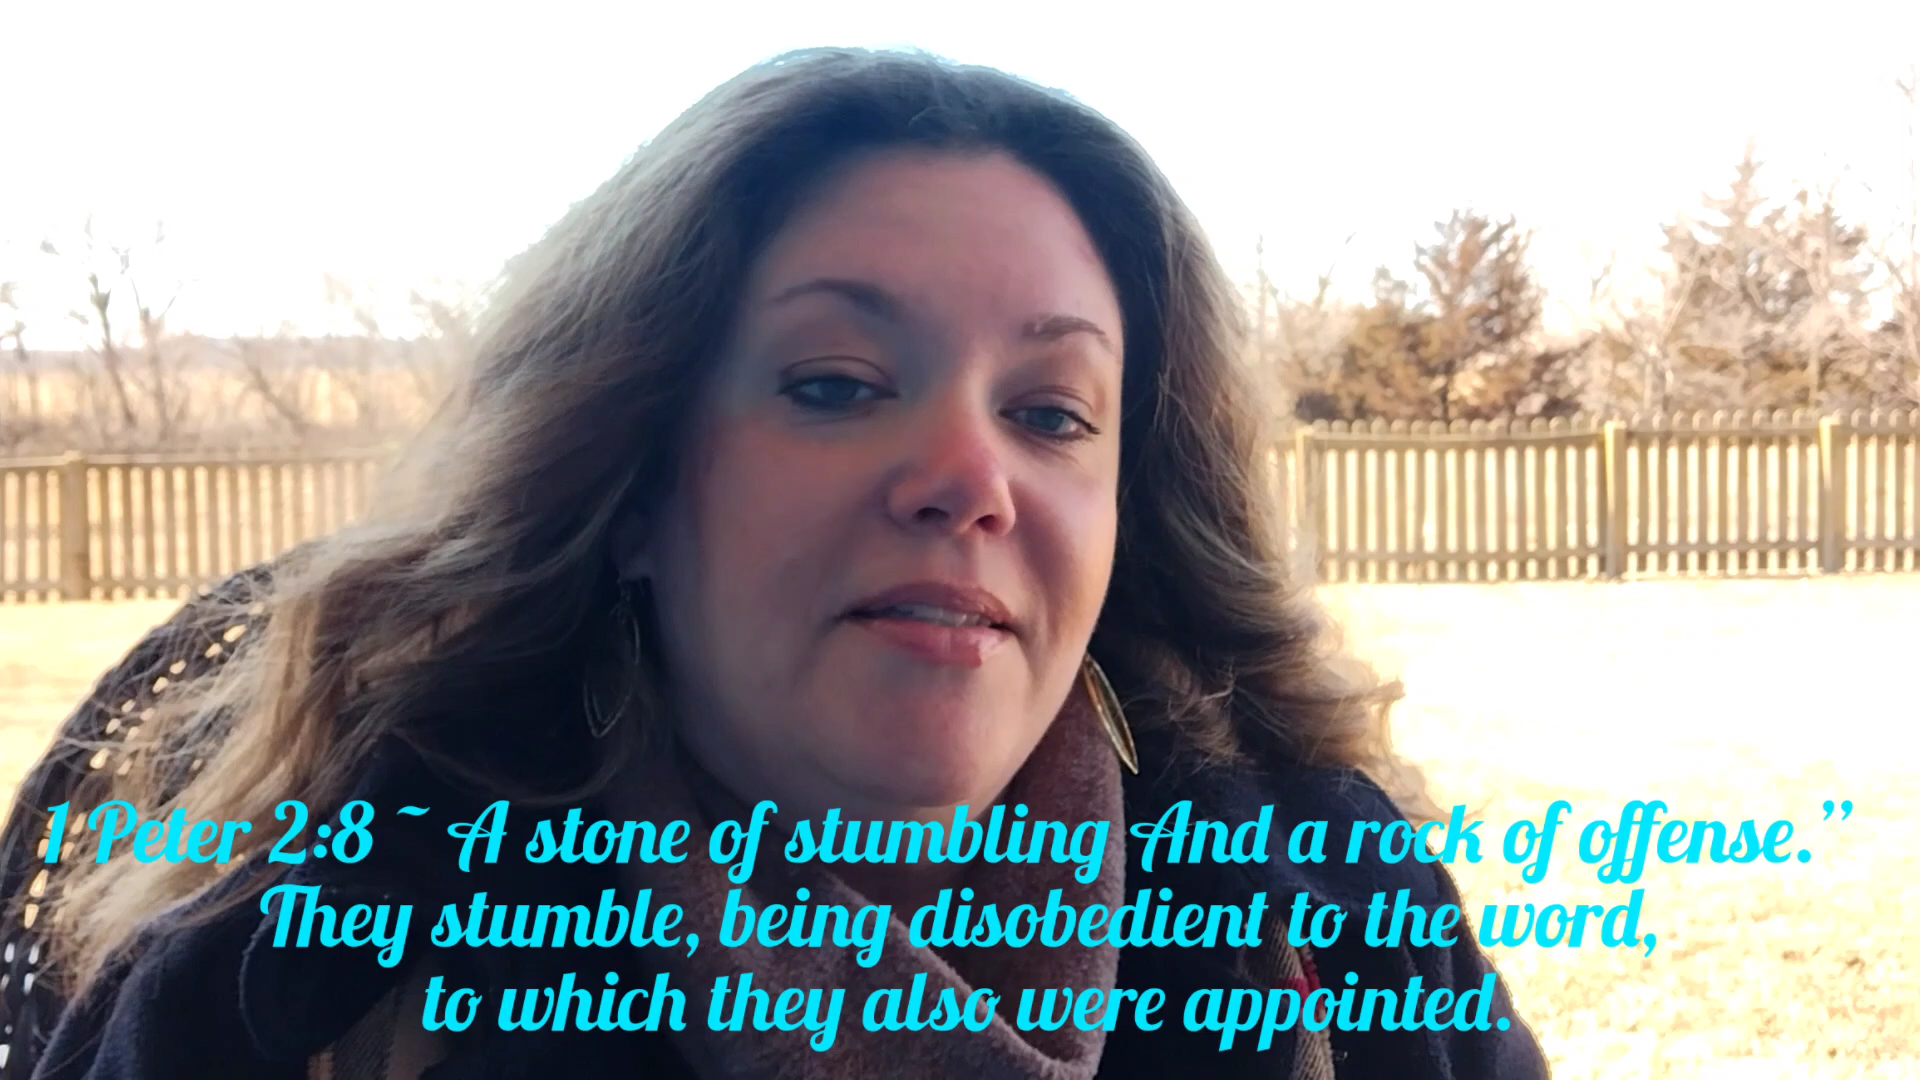 1 Peter 2:8 ~ A stone of stumbling And a rock of offense.”
They stumble, being disobedient to the word,
to which they also were appointed.